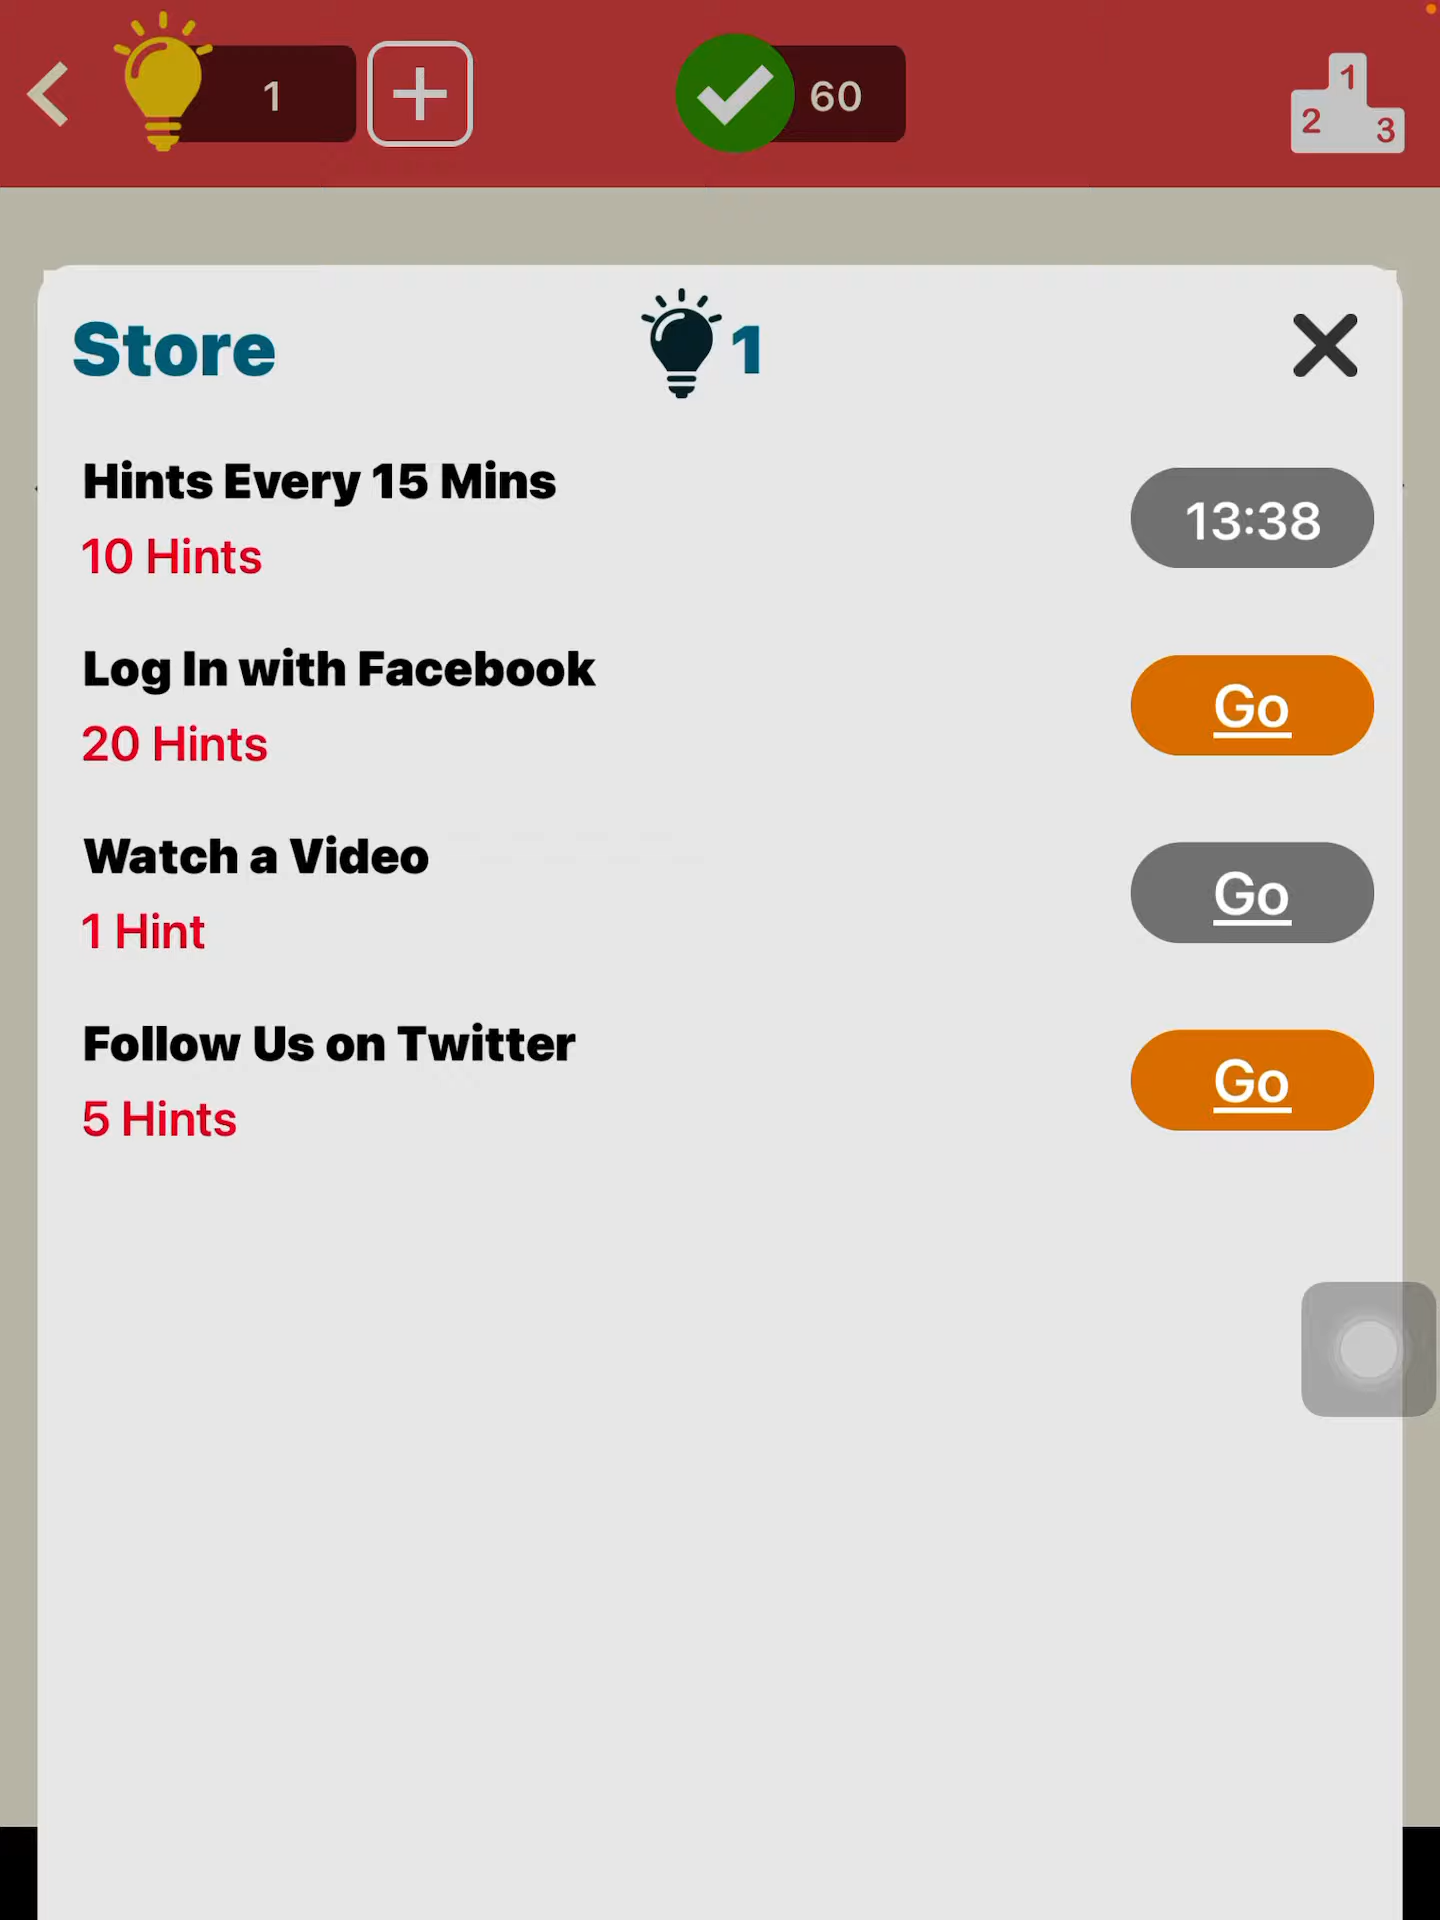 1
60
1
2
3
Store
1
Hints Every 15 Mins
13:38
10 Hints
Log In with Facebook
Go
20 Hints
Watch a Video
Go
1 Hint
Follow Us on Twitter
Go
5 Hints